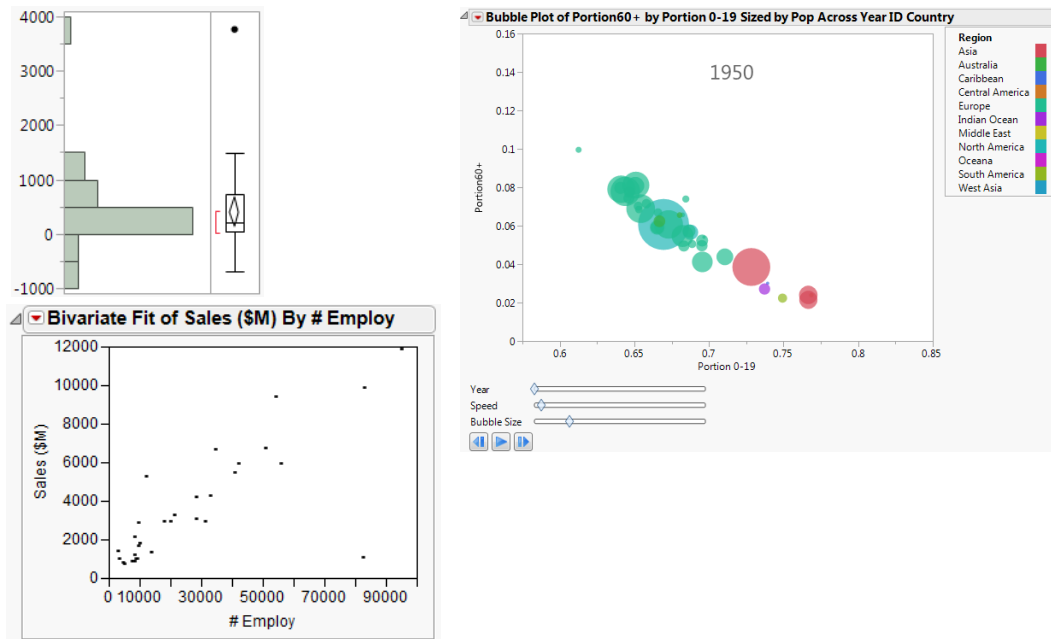 4000
3000
2000
1000
0
-1000
Bivariate Fit of Sales ($M) By # Employ
12000
10000
8000
6000
4000
2000
0
Sales ($M)
0 10000 30000 50000 70000 90000
# Employ
Bubble Plot of Portion60+ by Portion 0-19 Sized by Pop Across Year ID Country
0.16
0.14
0.12
0.1
0.08
0.06
0.04
0.02
0
Portion60+
1950
0.6 0.65 0.7 0.75 0.8 0.85
Portion 0-19
Region
Asia
Australia
Caribbean
Central America
Europe
Indian Ocean
Middle East
North America
Oceana
South America
West Asia
Year
Speed
Bubble Size